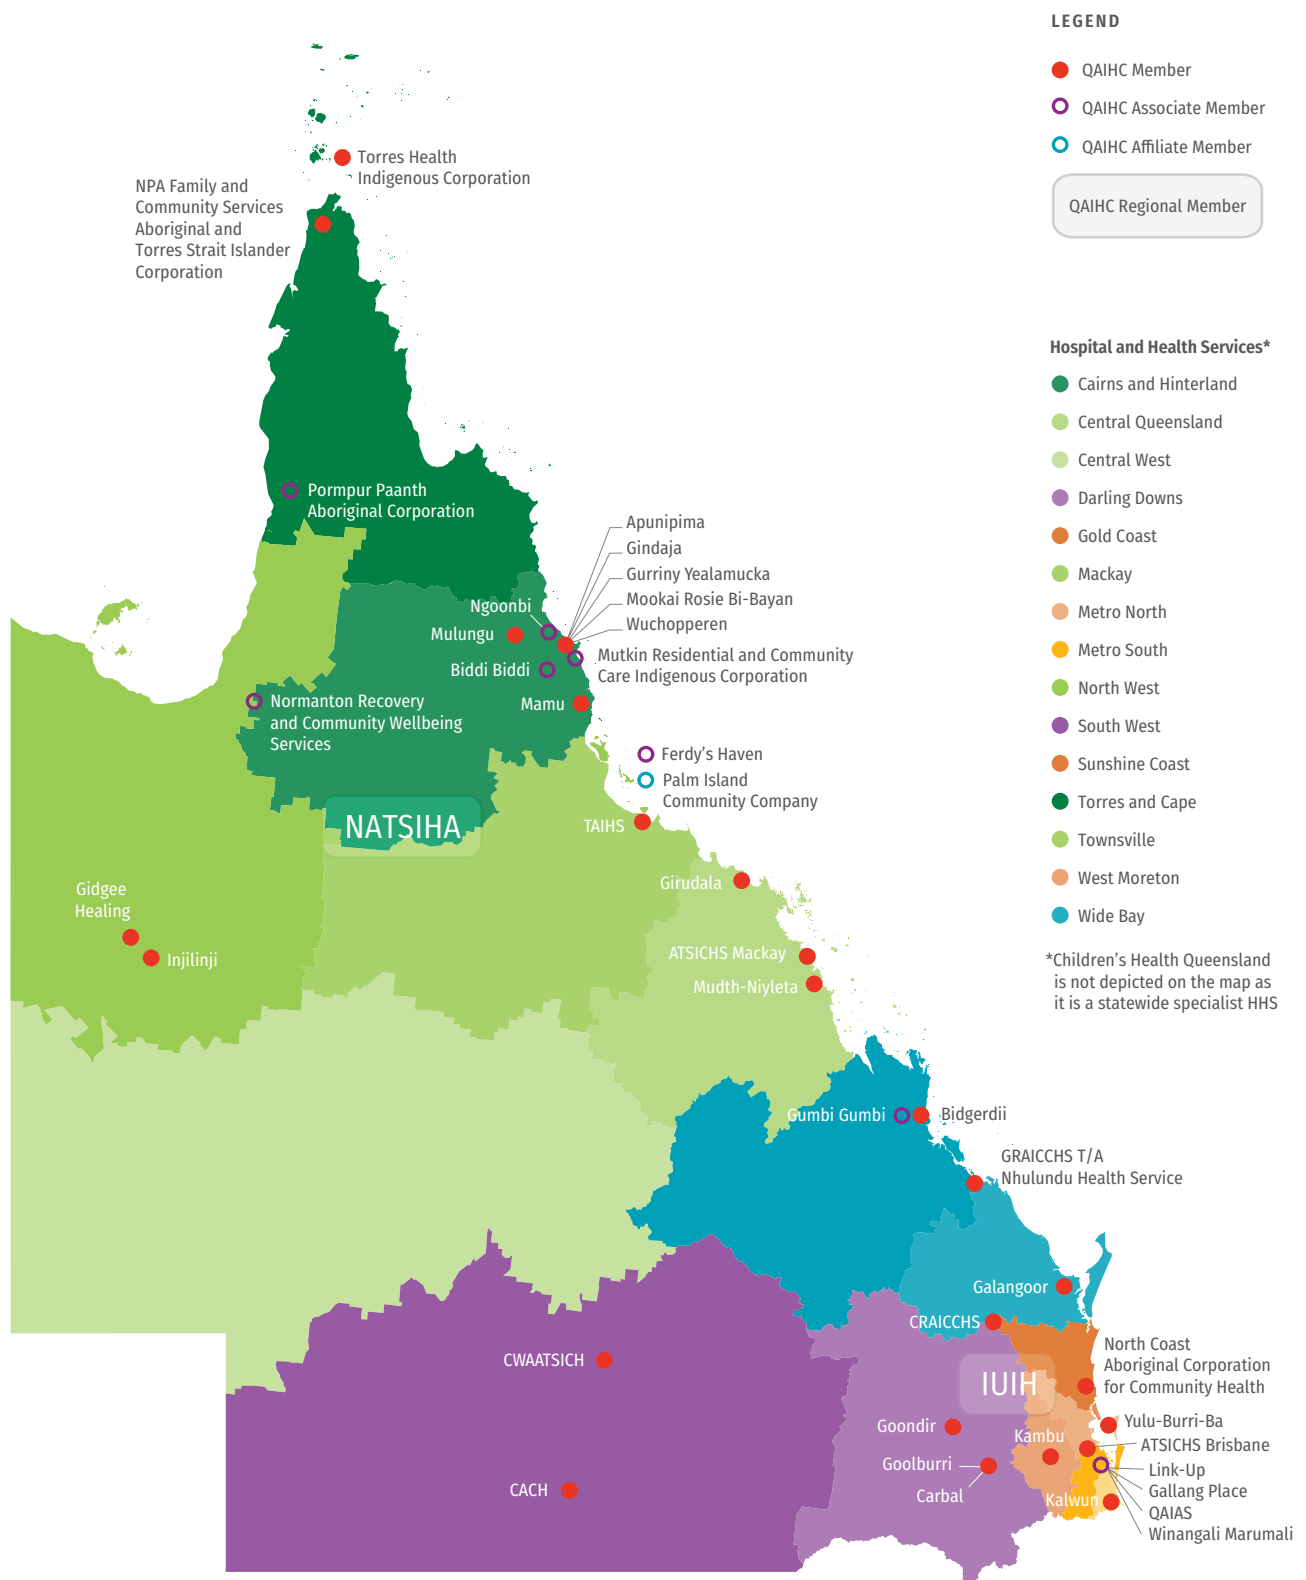 LEGEND
QAIHC Member
QAIHC Associate Member
QAIHC Affiliate Member
QAIHC Regional Member
Torres Health
Indigenous Corporation
NPA Family and
Community Services
Aboriginal and
Torres Strait Islander
Corporation
Hospital and Health Services*
Cairns and Hinterland
Central Queensland
Central West
Darling Downs
Gold Coast
Mackay
Metro North
Metro South
North West
South West
Sunshine Coast
Torres and Cape
Townsville
West Moreton
Wide Bay
*Children's Health Queensland
is not depicted on the map as
it is a statewide specialist HHS
Pormpur Paanth
Aboriginal Corporation
Apunipima
Gindaja
Gurriny Yealamucka
Mookai Rosie Bi-Bayan
Wuchopperen
Ngoonbi
Mulungu
Biddi Biddi
Mutkin Residential and Community
Care Indigenous Corporation
Mamu
Normanton Recovery
and Community Wellbeing
Services
Ferdy's Haven
Palm Island
Community Company
NATSIHA
TAIHS
Girudala
Gidgee
Healing
Injilinji
ATSICHS Mackay
Mudth-Niyleta
Gumbi Gumbi
Bidgerdii
GRAICCHS T/A
Nhulundu Health Service
Galangoor
CRAICCHS
North Coast
Aboriginal Corporation
for Community Health
CWAATSICH
IUIH
Goondir
Kambu
Yulu-Burri-Ba
ATSICHS Brisbane
Goolburri
Link-Up
Carbal
Gallang Place
CACH
Kalwun
QAIAS
Winangali Marumali